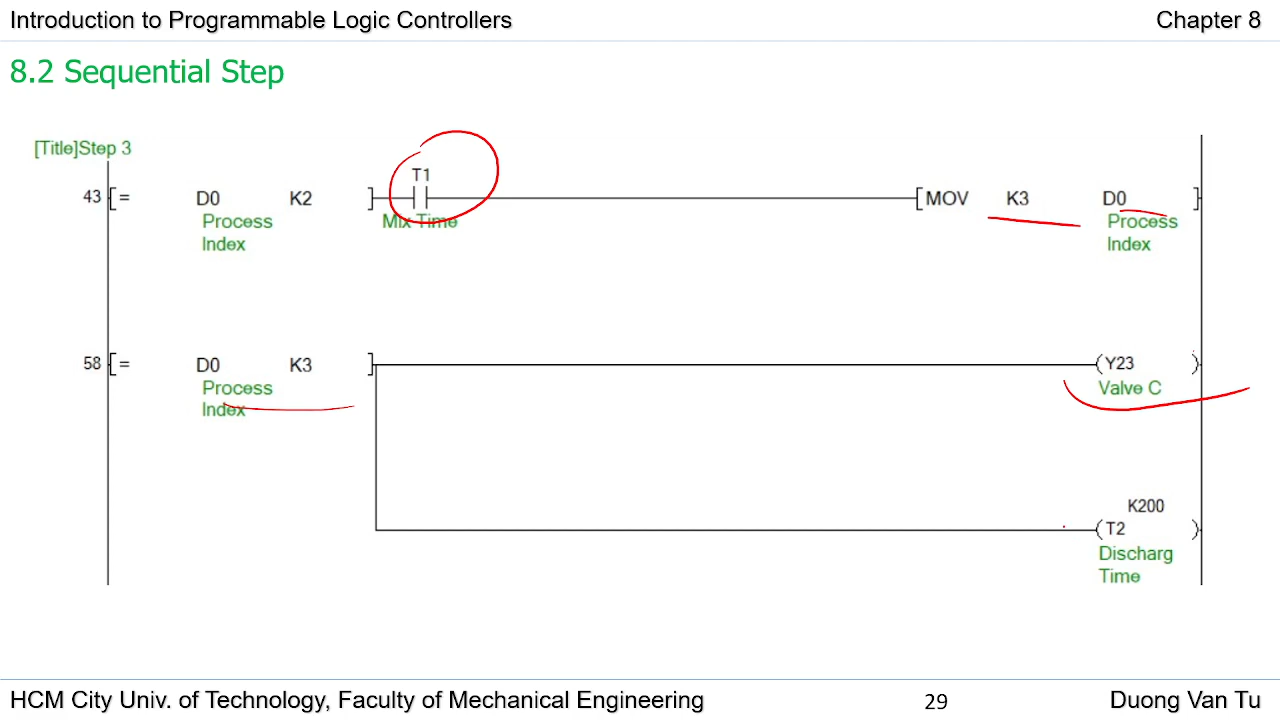 Introduction to Programmable Logic Controllers Chapter 8
8.2 Sequential Step
[Title]Step 3
T1
43 [= D0 K2 ] [MOV K3 D0 ]
Process Mix Time Process
Index Index
58 [= D0 K3 ] (Y23 )
Process Valve C
Index
K200
(T2 )
Discharg
Time
HCM City Univ. of Technology, Faculty of Mechanical Engineering 29 Duong Van Tu